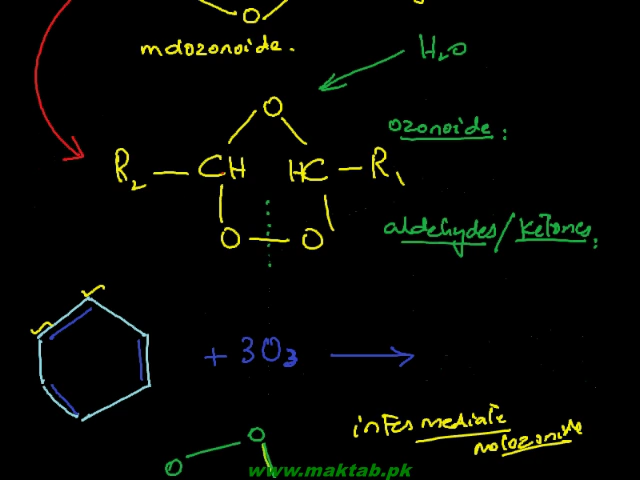 O
molozonoide.
H2O
O
ozonoide:
R2 — CH HC — R1
O — O
aldehydes/Ketones:
+ 3O3
intermediate
molozonide
O
O
www.maktab.pk